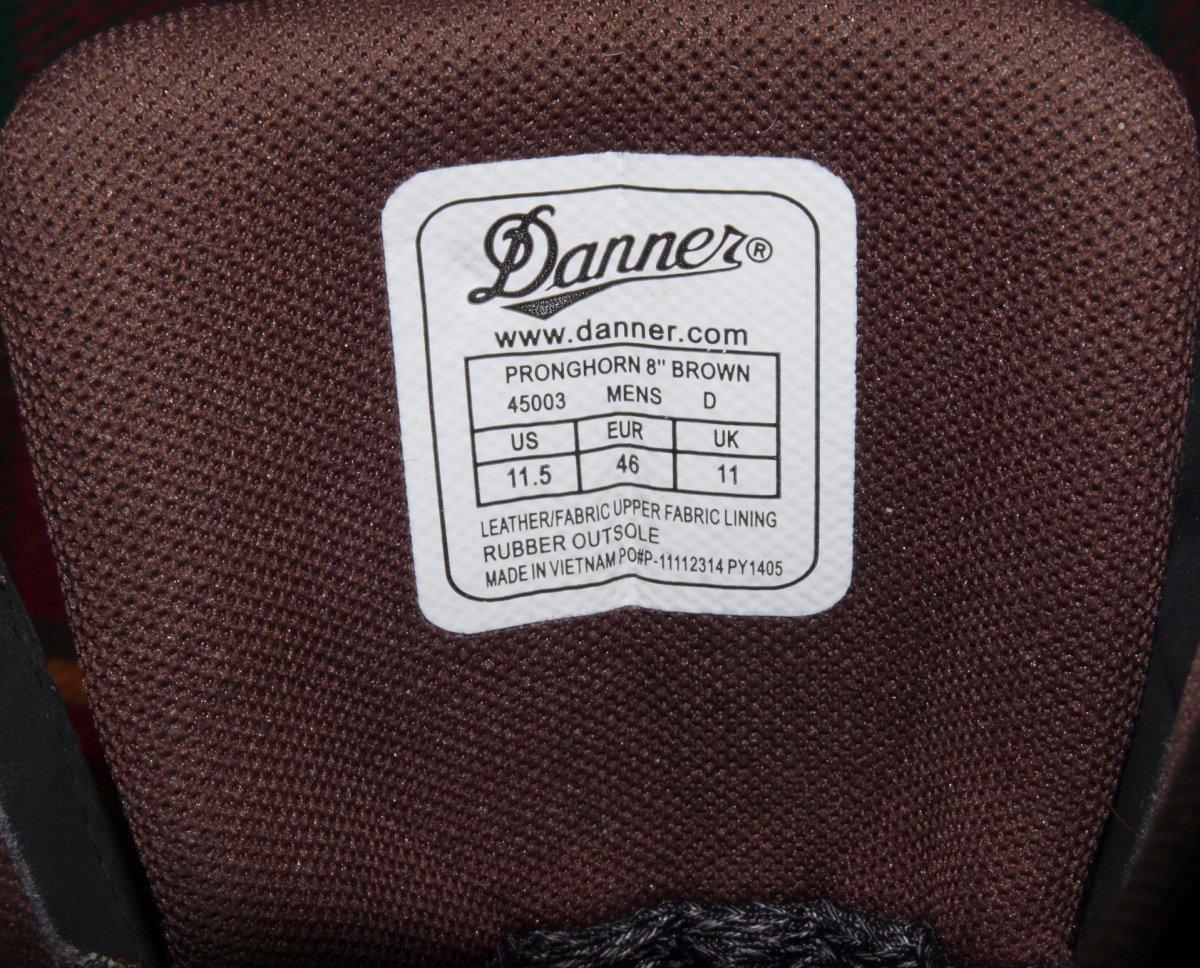 Danner®
www.danner.com
PRONGHORN 8" BROWN
45003 MENS D
US EUR UK
11.5 46 11
LEATHER/FABRIC UPPER FABRIC LINING
RUBBER OUTSOLE
MADE IN VIETNAM PO#P-11112314 PY1405